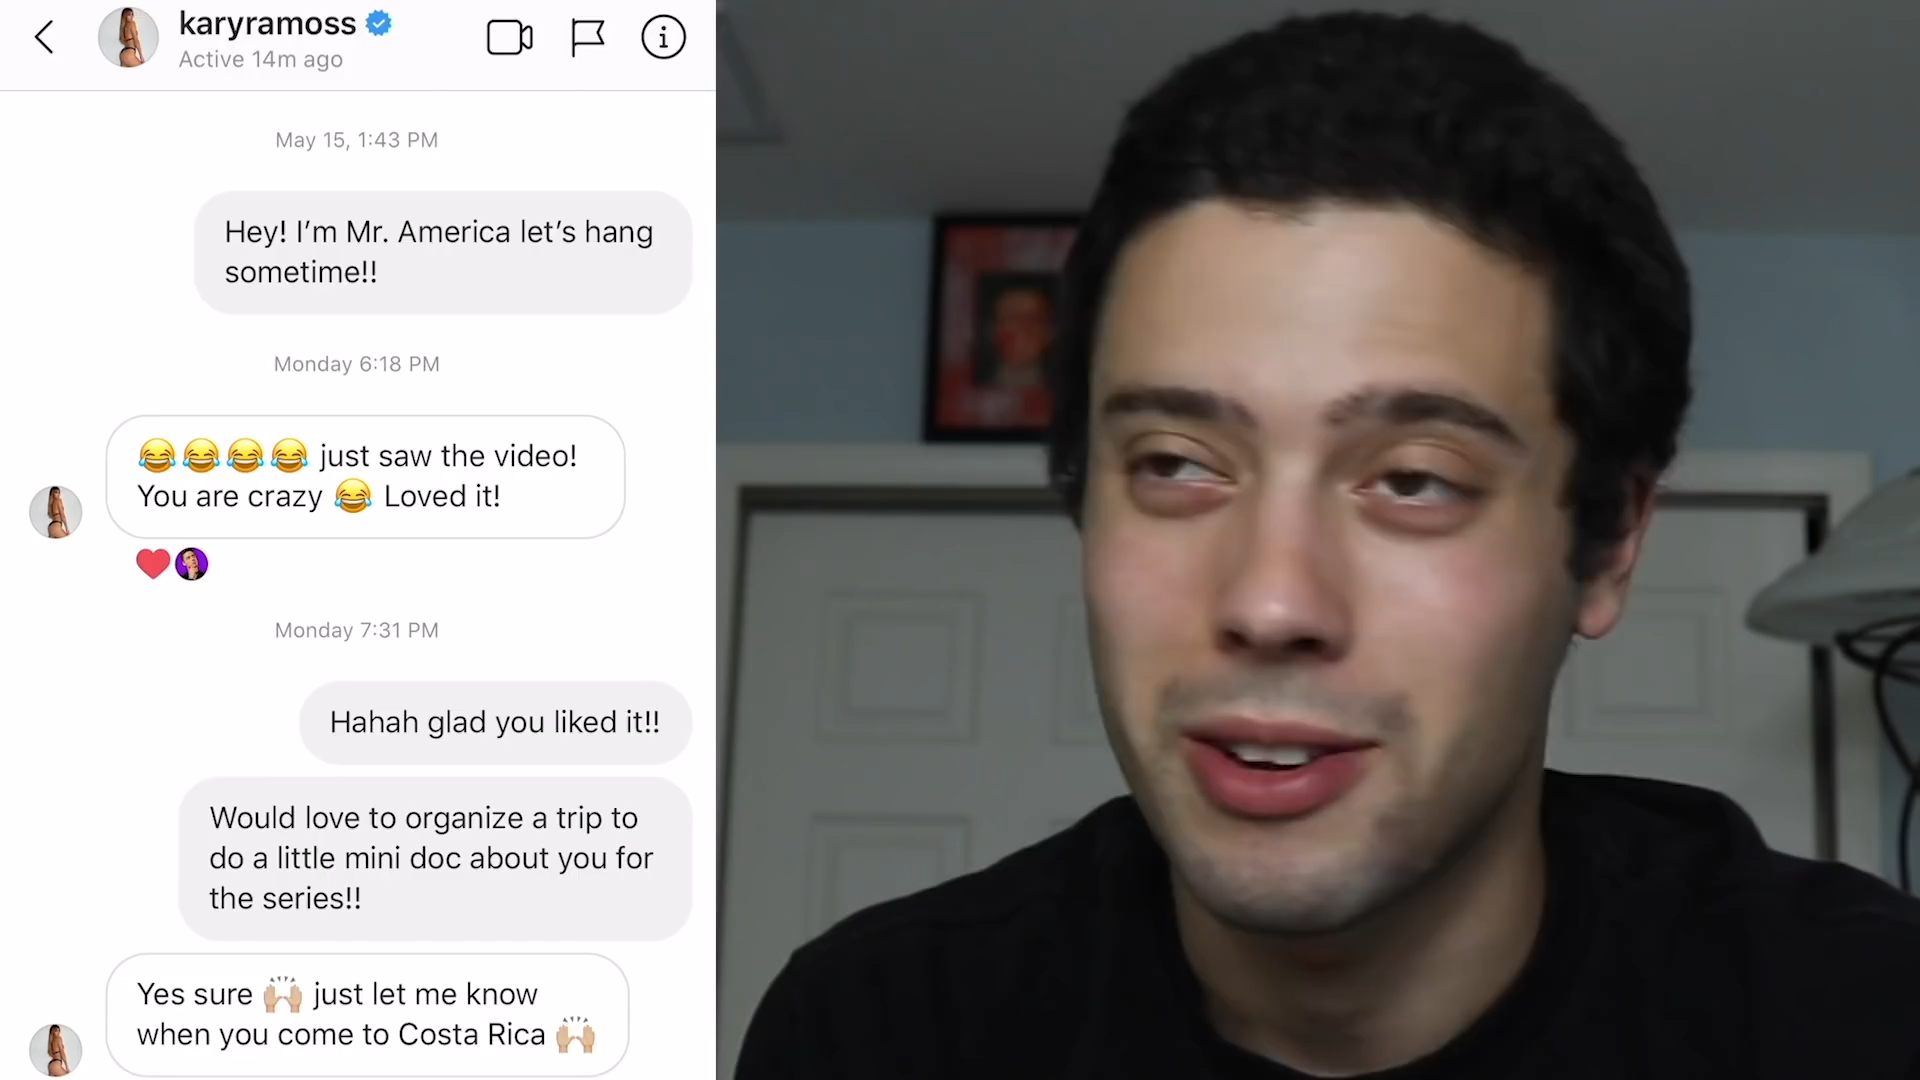 karyramoss
Active 14m ago
May 15, 1:43 PM
Hey! I’m Mr. America let’s hang
sometime!!
Monday 6:18 PM
😂😂😂😂 just saw the video!
You are crazy 😂 Loved it!
Monday 7:31 PM
Hahah glad you liked it!!
Would love to organize a trip to
do a little mini doc about you for
the series!!
Yes sure 🙌🏼 just let me know
when you come to Costa Rica 🙌🏼